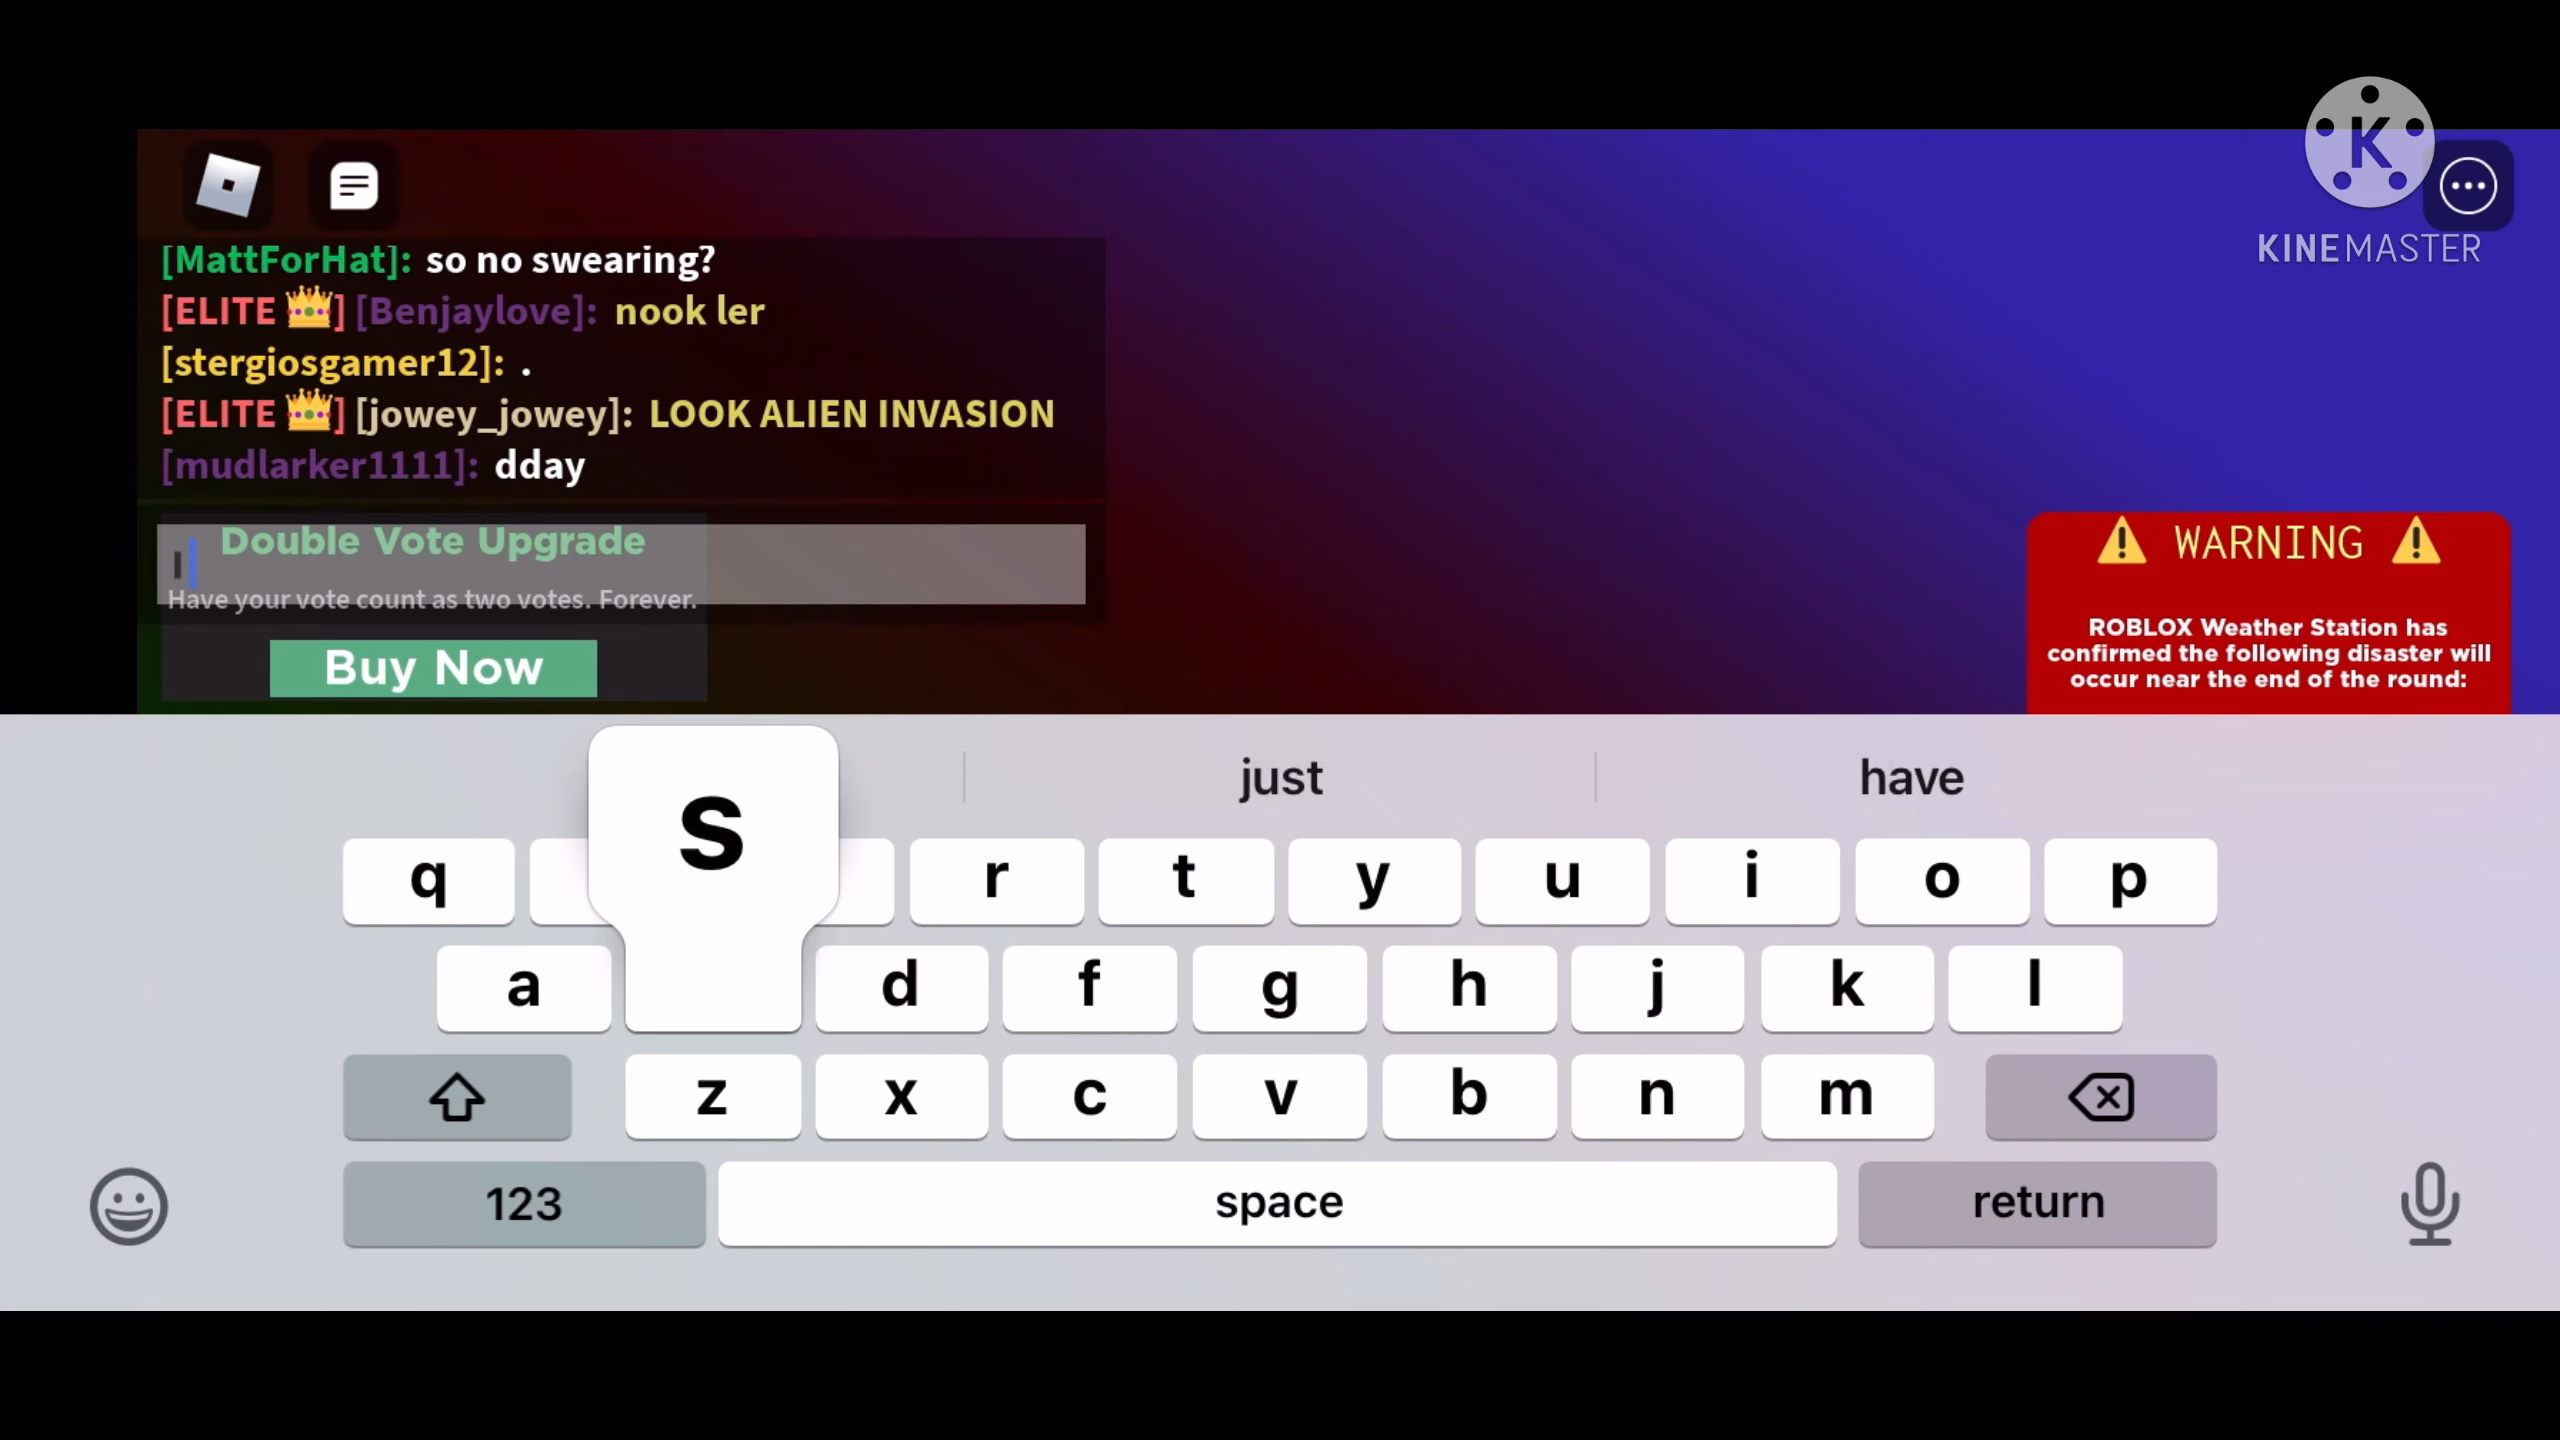 [MattForHat]: so no swearing?
[ELITE 👑] [Benjaylove]: nook ler
[stergiosgamer12]: .
[ELITE 👑] [jowey_jowey]: LOOK ALIEN INVASION
[mudlarker1111]: dday
I
Double Vote Upgrade
Have your vote count as two votes. Forever.
Buy Now
K
KINEMASTER
⚠ WARNING ⚠
ROBLOX Weather Station has
confirmed the following disaster will
occur near the end of the round:
just have
s
q r t y u i o p
a d f g h j k l
z x c v b n m
123 space return